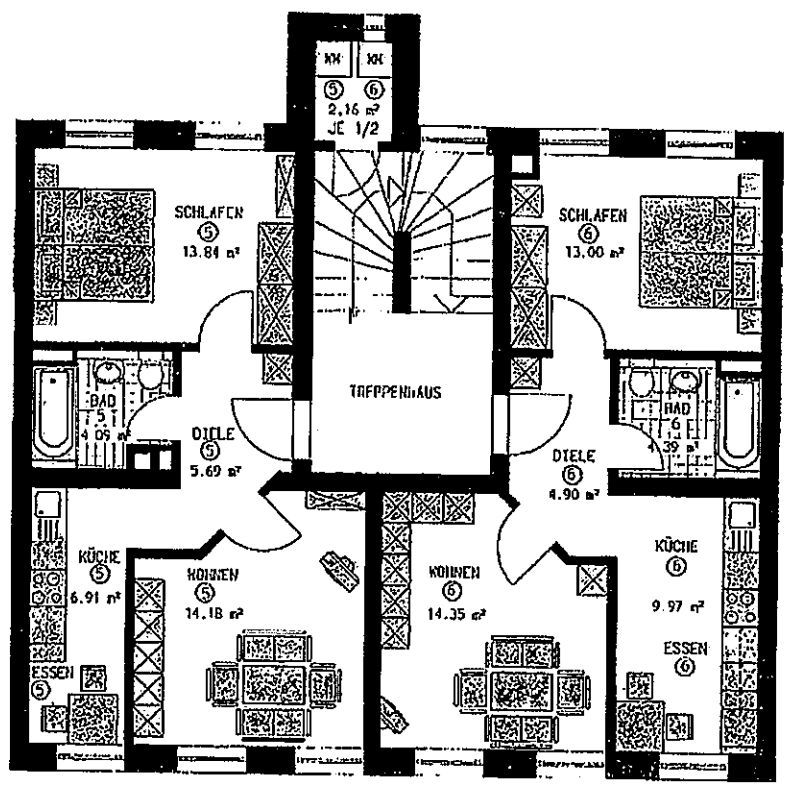 5 6
2,16 m²
JE 1/2
SCHLAFEN
5
13.84 m²
SCHLAFEN
6
13.00 m²
TREPPENHAUS
BAD
5
4.09 m²
DIELE
5
5.69 m²
BAD
6
4.39 m²
DIELE
6
4.90 m²
KÜCHE
5
6.91 m²
WOHNEN
5
14.18 m²
WOHNEN
6
14.35 m²
KÜCHE
6
9.97 m²
ESSEN
5
ESSEN
6